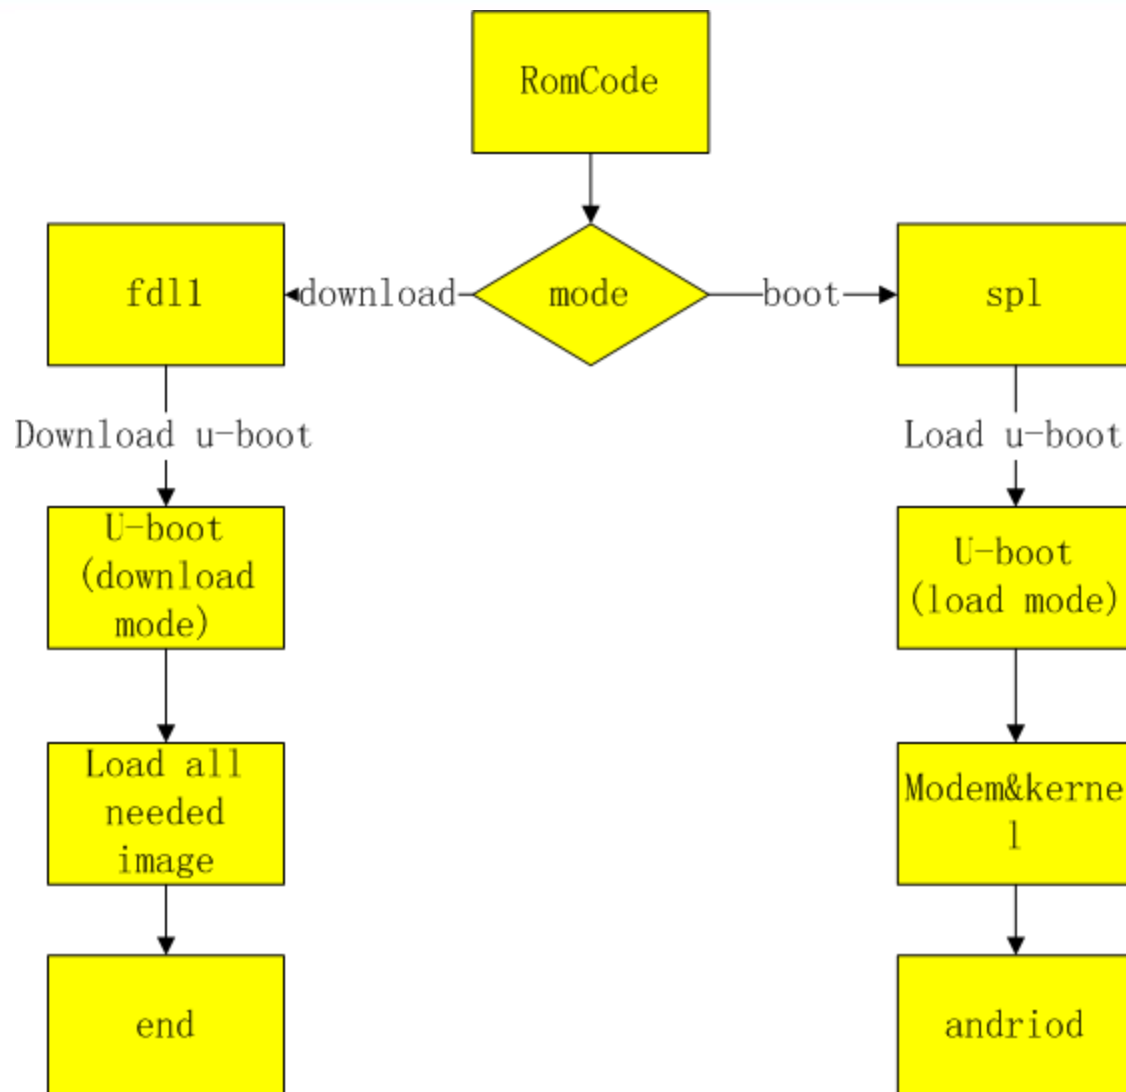 RomCode
fdl1
download
mode
boot
spl
Download u-boot
Load u-boot
U-boot
(download
mode)
U-boot
(load mode)
Load all
needed
image
Modem&kerne
l
end
andriod